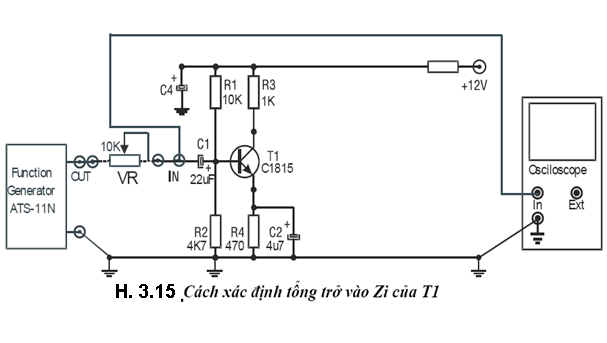 C4
+
R1
10K
R3
1K
+12V
Function
Generator
ATS-11N
OUT
10K
VR
IN
C1
+
22uF
T1
C1815
Osciloscope
In
Ext
R2
4K7
R4
470
+
C2
4u7
H. 3.15 .Cách xác định tổng trở vào Zi của T1